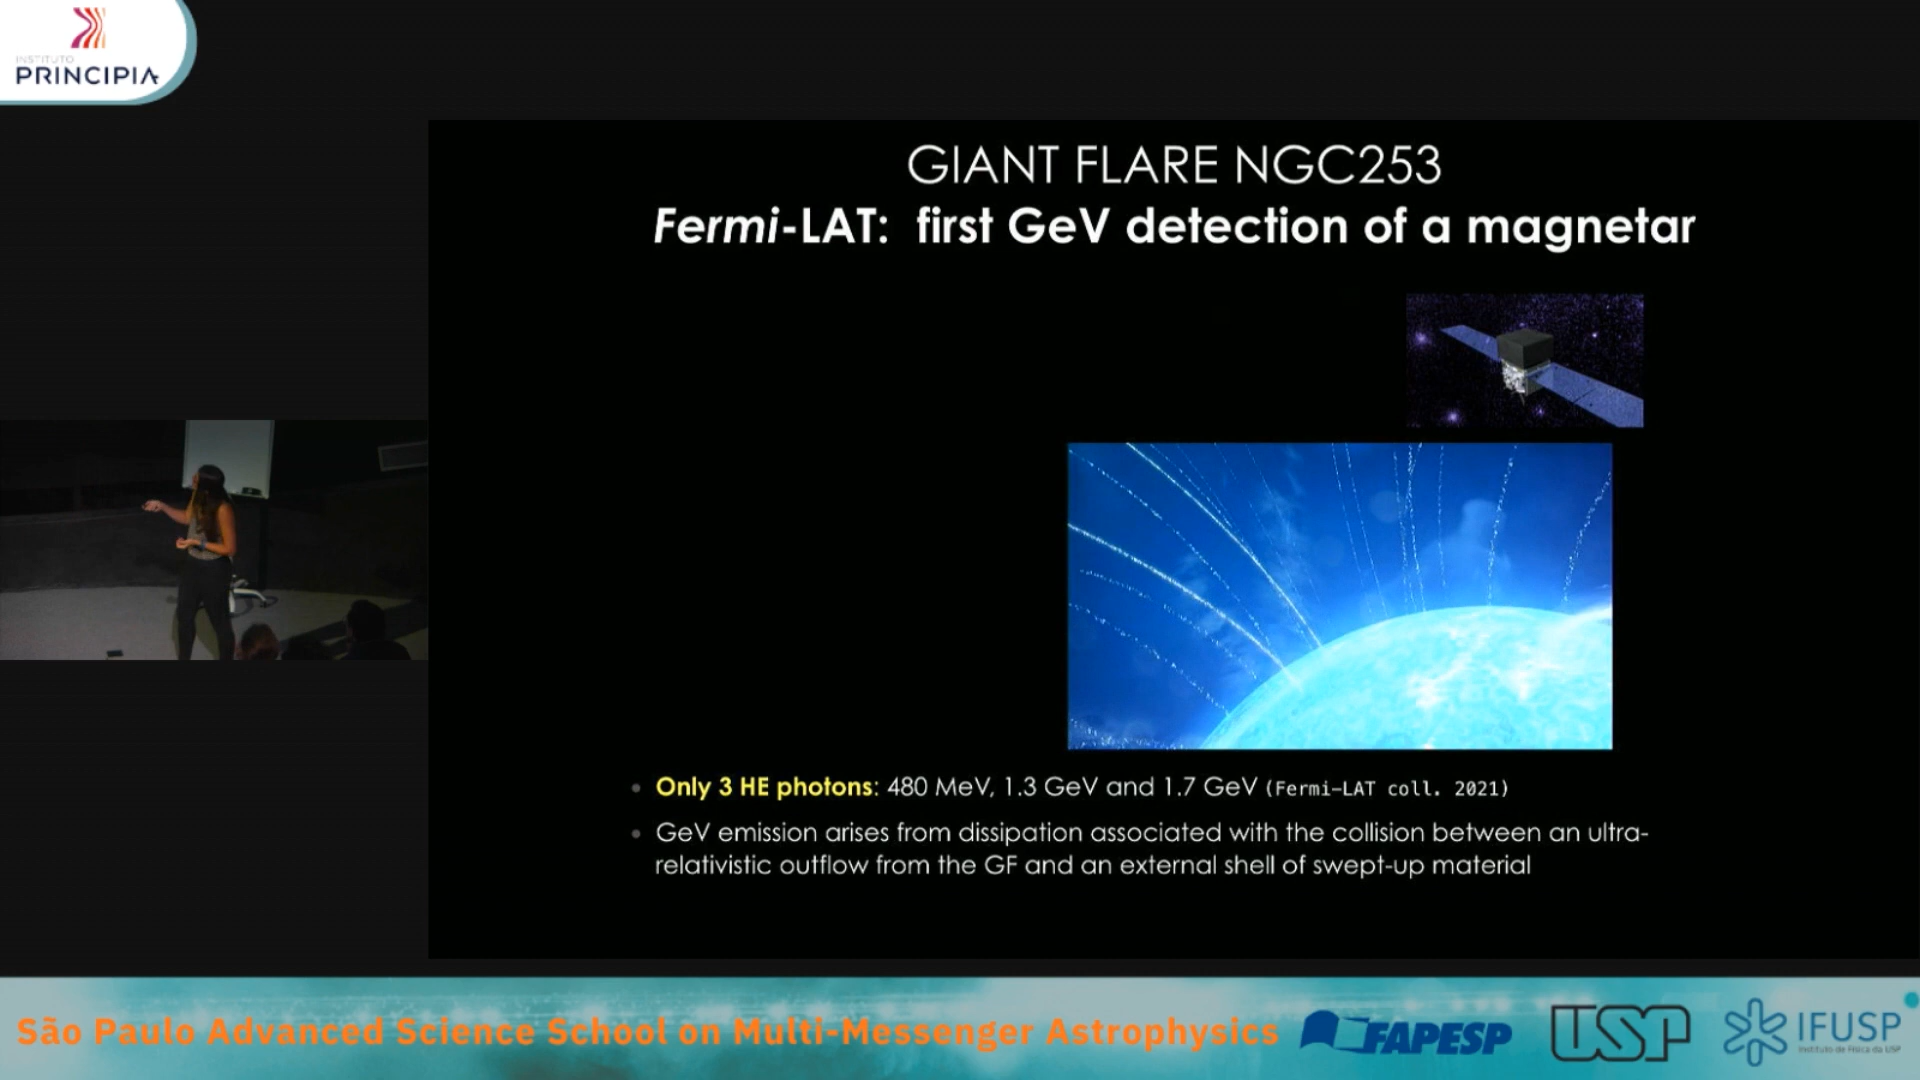 INSTITUTO
PRINCIPIA
GIANT FLARE NGC253
Fermi-LAT: first GeV detection of a magnetar
• Only 3 HE photons: 480 MeV, 1.3 GeV and 1.7 GeV (Fermi-LAT coll. 2021)
• GeV emission arises from dissipation associated with the collision between an ultra-
relativistic outflow from the GF and an external shell of swept-up material
São Paulo Advanced Science School on Multi-Messenger Astrophysics
FAPESP
USP
IFUSP
Instituto de Física da USP